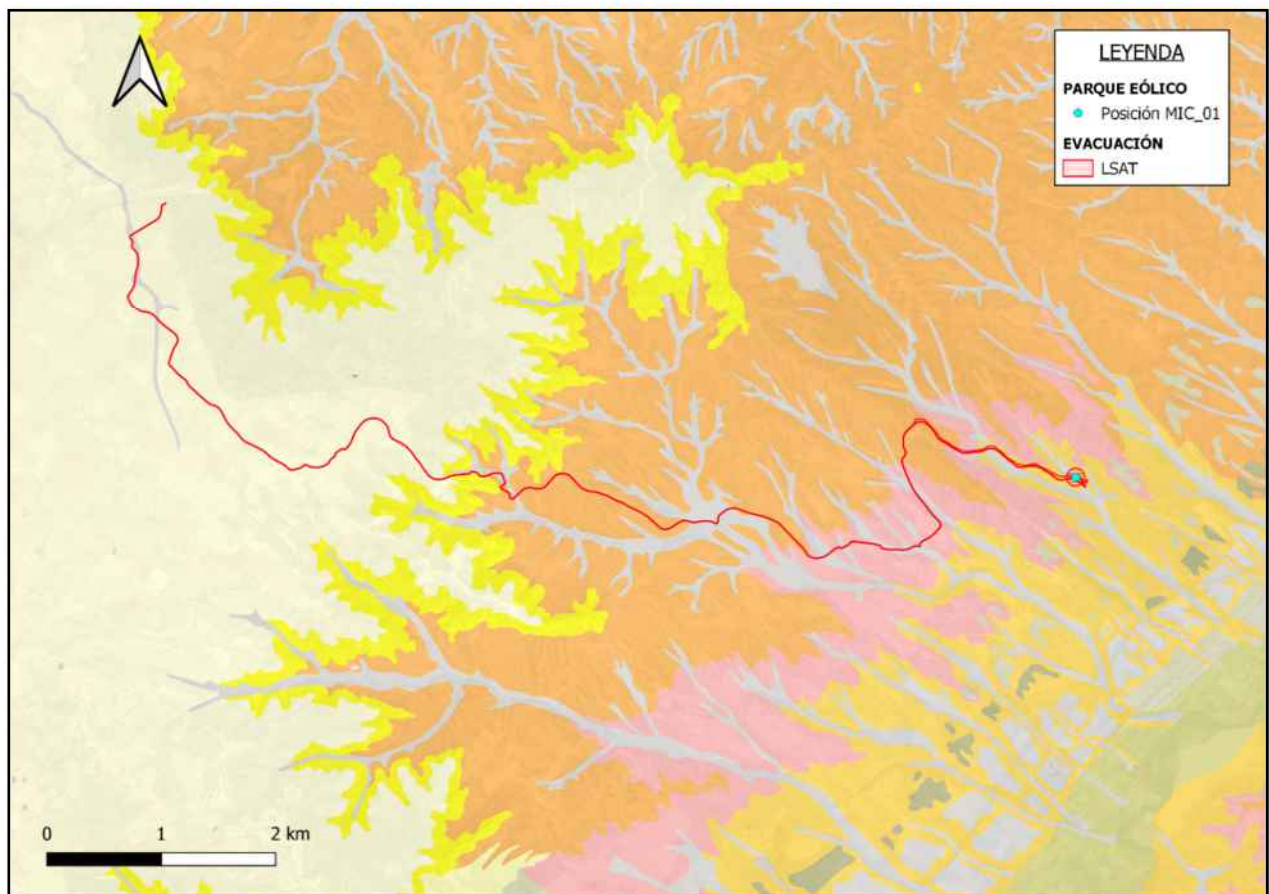 LEYENDA
PARQUE EÓLICO
Posición MIC_01
EVACUACIÓN
LSAT
0 1 2 km